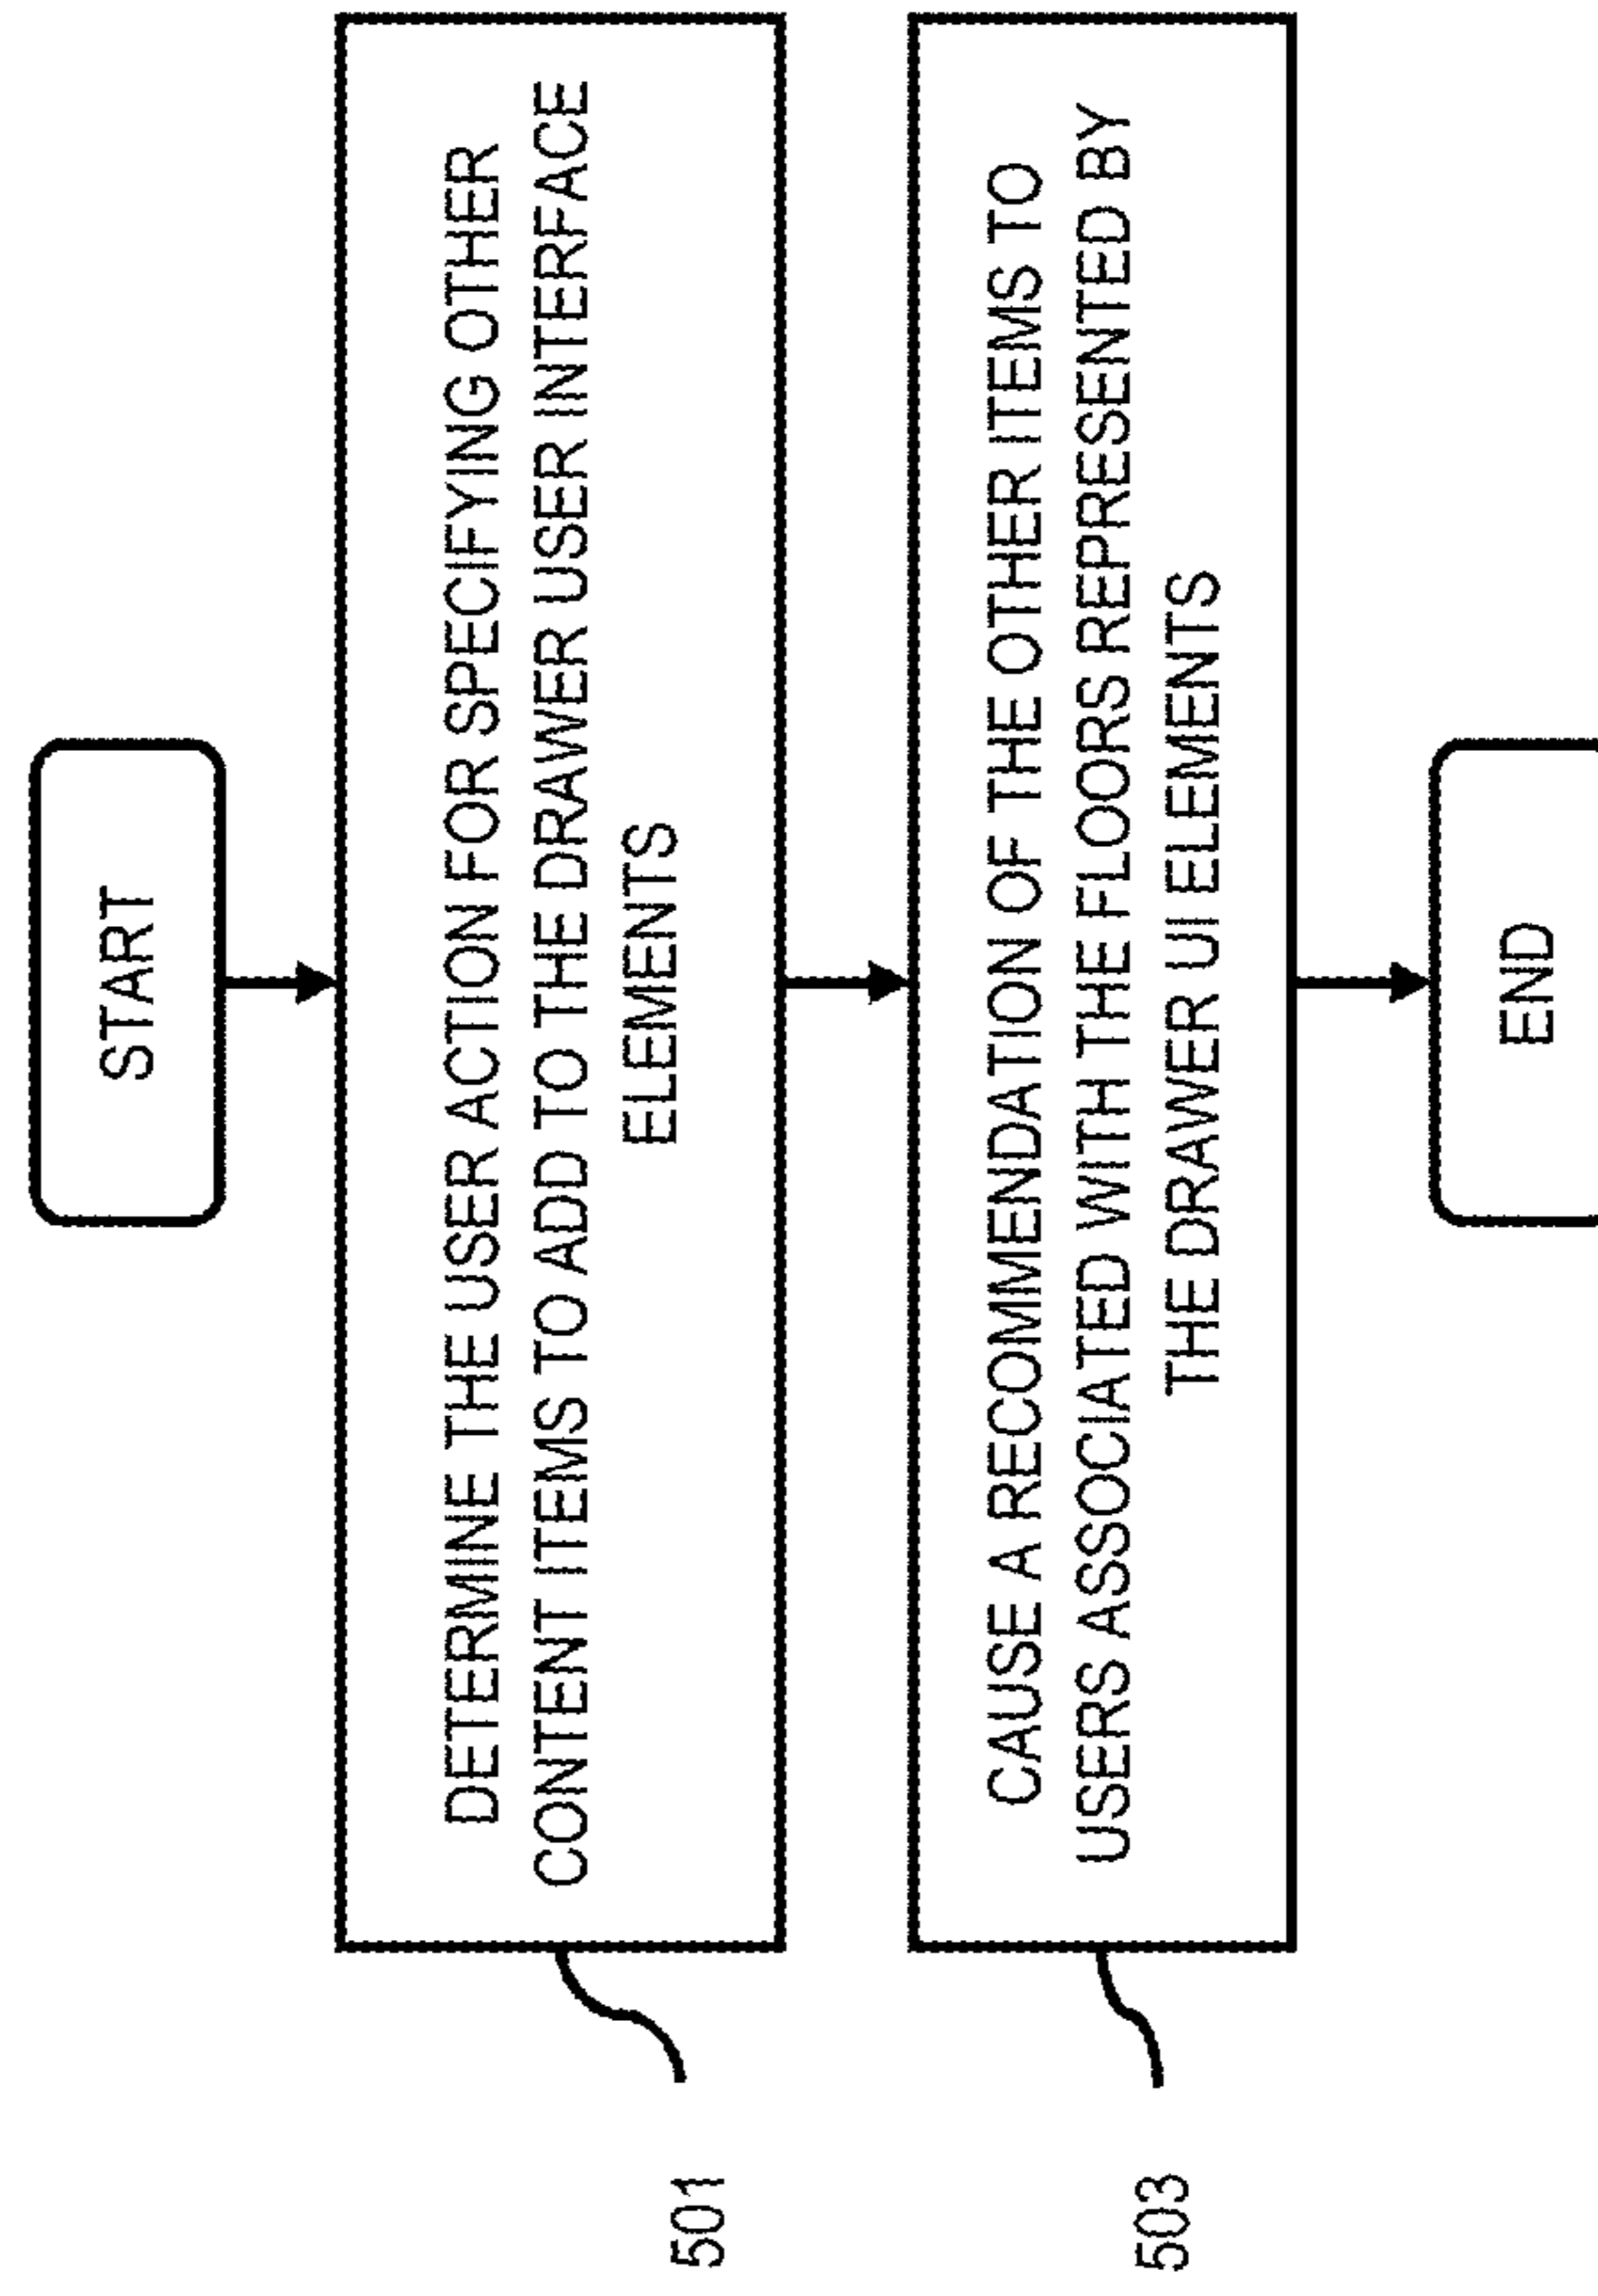 START
DETERMINE THE USER ACTION FOR SPECIFYING OTHER
CONTENT ITEMS TO ADD TO THE DRAWER USER INTERFACE
ELEMENTS
501
CAUSE A RECOMMENDATION OF THE OTHER ITEMS TO
USERS ASSOCIATED WITH THE FLOORS REPRESENTED BY
THE DRAWER UI ELEMENTS
503
END